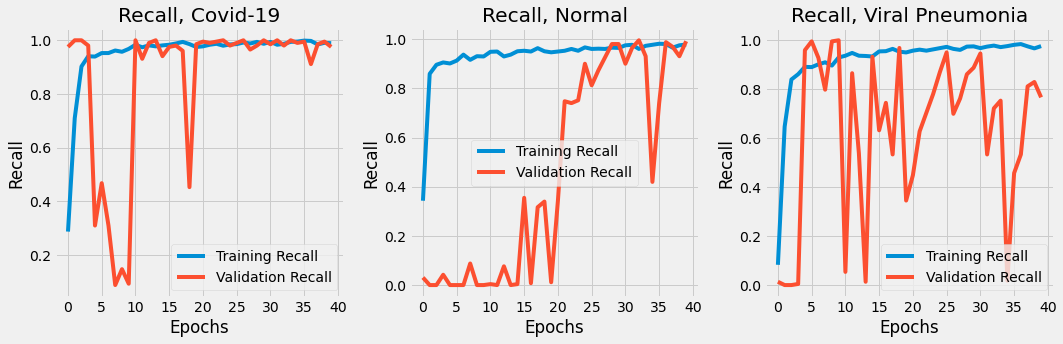 Recall, Covid-19
1.0
0.8
0.6
0.4
0.2
Recall
Training Recall
Validation Recall
0 5 10 15 20 25 30 35 40
Epochs
Recall, Normal
1.0
0.8
0.6
0.4
0.2
0.0
Recall
Training Recall
Validation Recall
0 5 10 15 20 25 30 35 40
Epochs
Recall, Viral Pneumonia
1.0
0.8
0.6
0.4
0.2
0.0
Recall
Training Recall
Validation Recall
0 5 10 15 20 25 30 35 40
Epochs